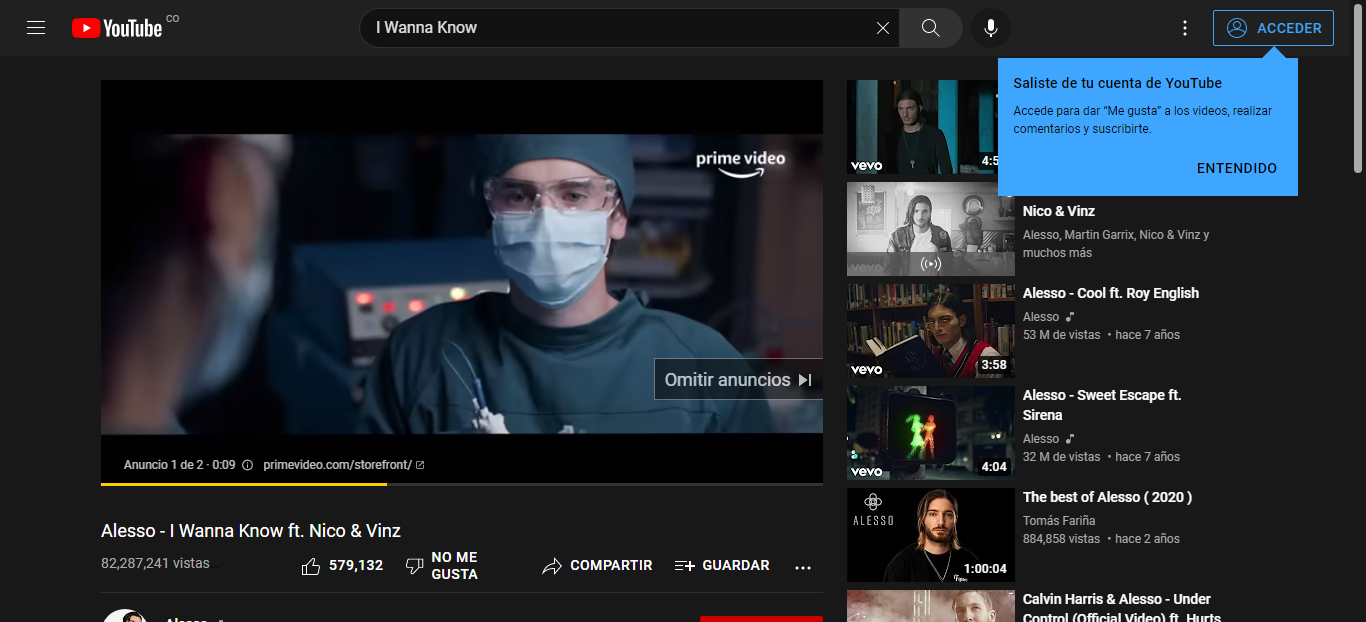 YouTube CO
I Wanna Know
ACCEDER
Saliste de tu cuenta de YouTube
Accede para dar “Me gusta” a los videos, realizar
comentarios y suscribirte.
ENTENDIDO
prime video
Omitir anuncios
Anuncio 1 de 2 · 0:09 primevideo.com/storefront/
Alesso - I Wanna Know ft. Nico & Vinz
82,287,241 vistas
579,132
NO ME
GUSTA
COMPARTIR
GUARDAR
Alesso
vevo
vevo
Nico & Vinz
Alesso, Martin Garrix, Nico & Vinz y
muchos más
vevo
3:58
Alesso - Cool ft. Roy English
Alesso
53 M de vistas • hace 7 años
vevo
4:04
Alesso - Sweet Escape ft.
Sirena
Alesso
32 M de vistas • hace 7 años
ALESSO
1:00:04
The best of Alesso ( 2020 )
Tomás Fariña
884,858 vistas • hace 2 años
Calvin Harris & Alesso - Under
Control (Official Video) ft. Hurts